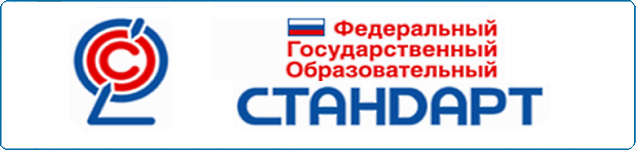 Федеральный
Государственный
Образовательный
СТАНДАРТ